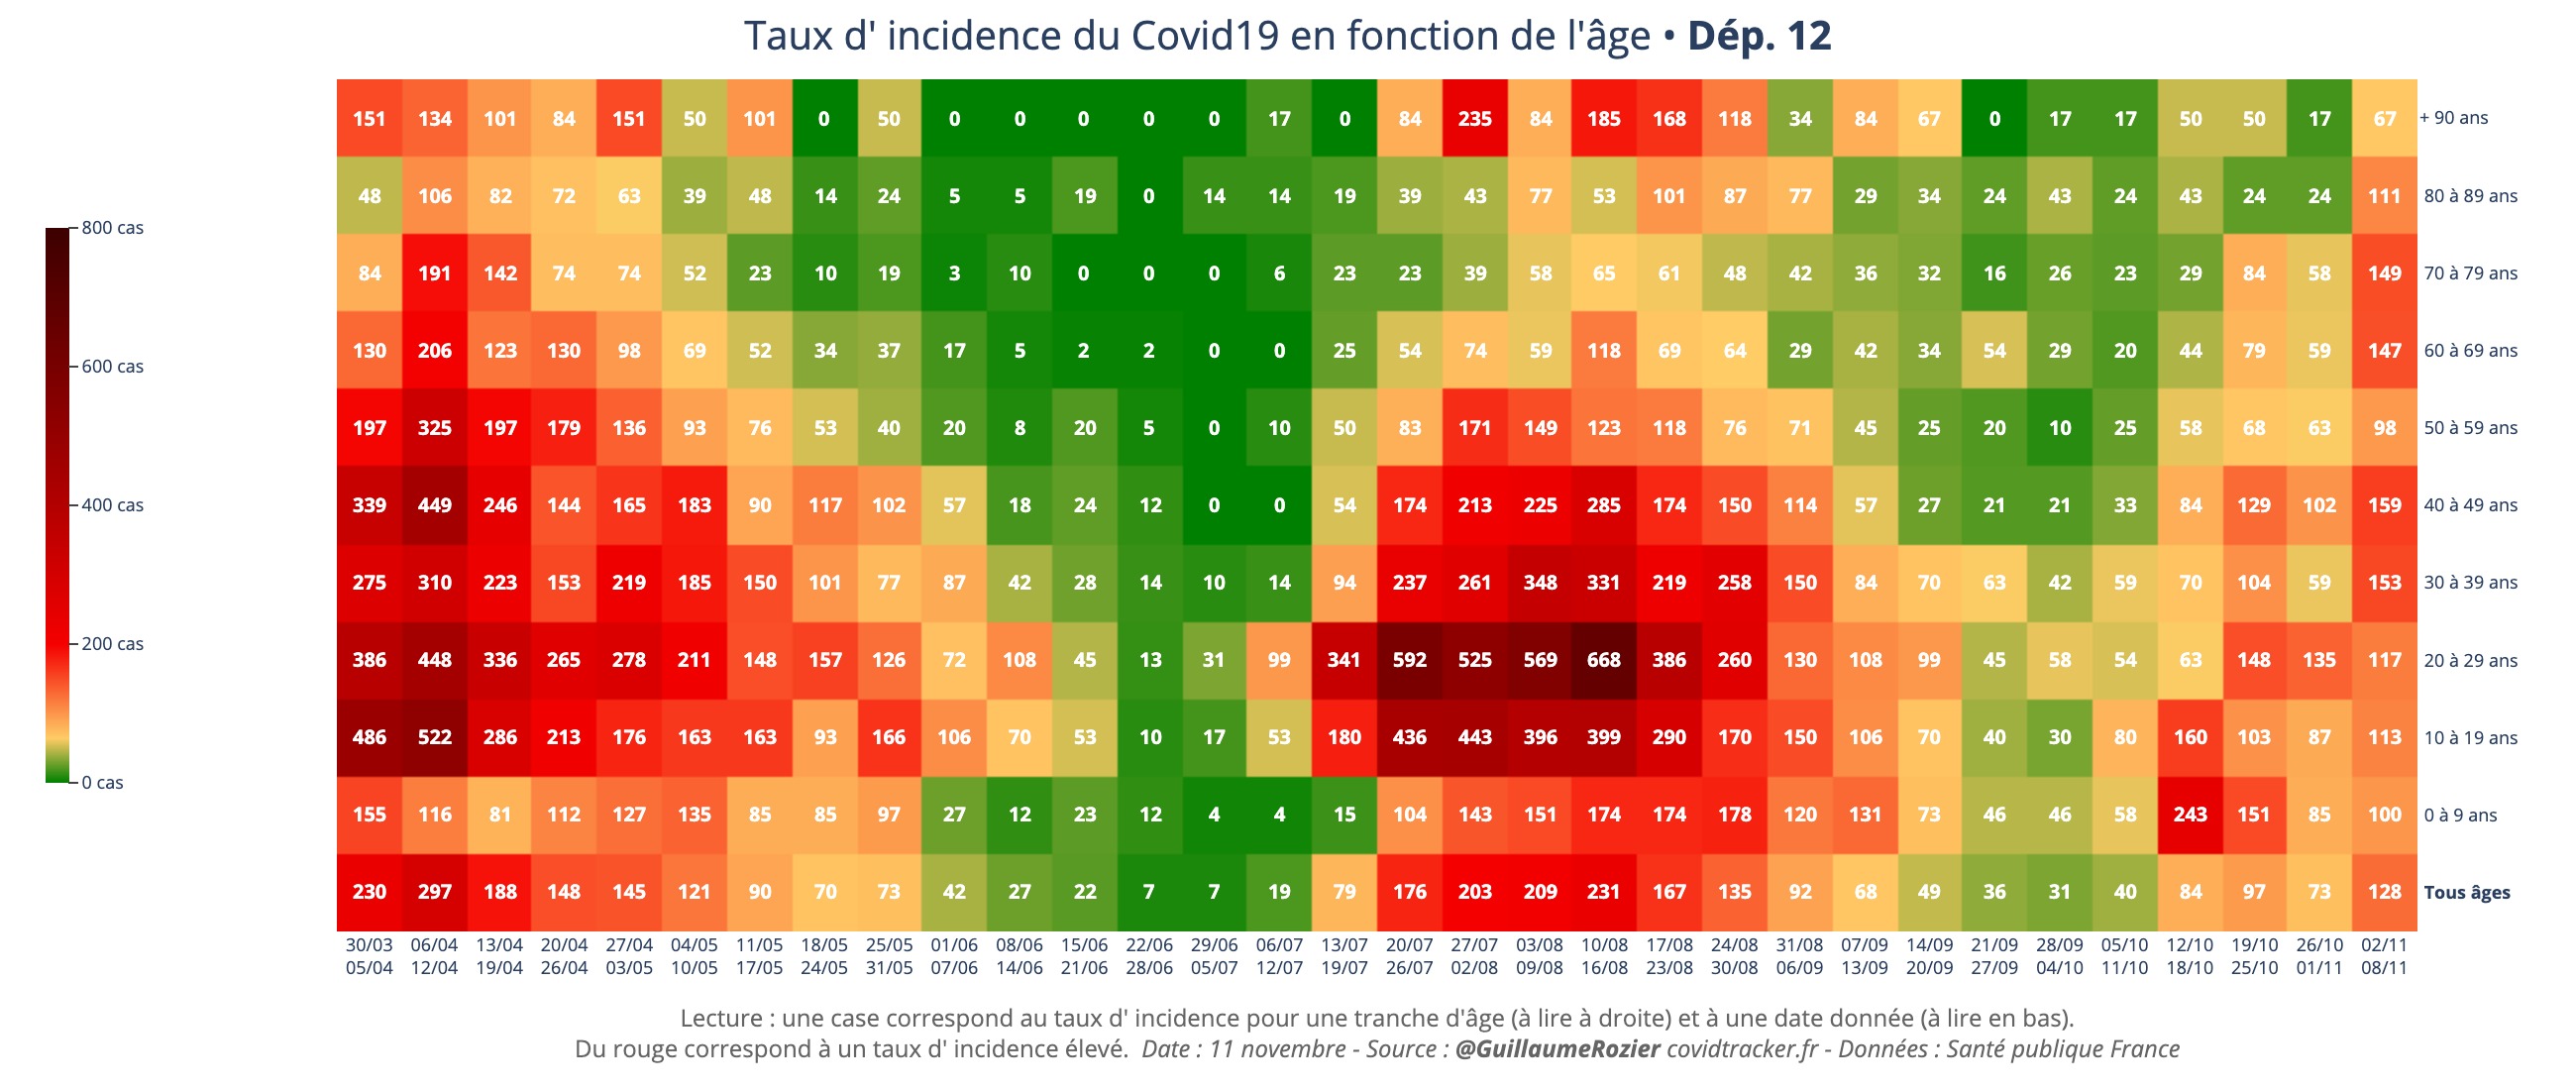 Taux d' incidence du Covid19 en fonction de l'âge • Dép. 12
151 134 101 84 151 50 101 0 50 0 0 0 0 0 17 0 84 235 84 185 168 118 34 84 67 0 17 17 50 50 17 67 + 90 ans
48 106 82 72 63 39 48 14 24 5 5 19 0 14 14 19 39 43 77 53 101 87 77 29 34 24 43 24 43 24 24 111 80 à 89 ans
800 cas
84 191 142 74 74 52 23 10 19 3 10 0 0 0 6 23 23 39 58 65 61 48 42 36 32 16 26 23 29 84 58 149 70 à 79 ans
130 206 123 130 98 69 52 34 37 17 5 2 2 0 0 25 54 74 59 118 69 64 29 42 34 54 29 20 44 79 59 147 60 à 69 ans
600 cas
197 325 197 179 136 93 76 53 40 20 8 20 5 0 10 50 83 171 149 123 118 76 71 45 25 20 10 25 58 68 63 98 50 à 59 ans
400 cas
339 449 246 144 165 183 90 117 102 57 18 24 12 0 0 54 174 213 225 285 174 150 114 57 27 21 21 33 84 129 102 159 40 à 49 ans
275 310 223 153 219 185 150 101 77 87 42 28 14 10 14 94 237 261 348 331 219 258 150 84 70 63 42 59 70 104 59 153 30 à 39 ans
200 cas
386 448 336 265 278 211 148 157 126 72 108 45 13 31 99 341 592 525 569 668 386 260 130 108 99 45 58 54 63 148 135 117 20 à 29 ans
486 522 286 213 176 163 163 93 166 106 70 53 10 17 53 180 436 443 396 399 290 170 150 106 70 40 30 80 160 103 87 113 10 à 19 ans
0 cas
155 116 81 112 127 135 85 85 97 27 12 23 12 4 4 15 104 143 151 174 174 178 120 131 73 46 46 58 243 151 85 100 0 à 9 ans
230 297 188 148 145 121 90 70 73 42 27 22 7 7 19 79 176 203 209 231 167 135 92 68 49 36 31 40 84 97 73 128 Tous âges
30/03 06/04 13/04 20/04 27/04 04/05 11/05 18/05 25/05 01/06 08/06 15/06 22/06 29/06 06/07 13/07 20/07 27/07 03/08 10/08 17/08 24/08 31/08 07/09 14/09 21/09 28/09 05/10 12/10 19/10 26/10 02/11
05/04 12/04 19/04 26/04 03/05 10/05 17/05 24/05 31/05 07/06 14/06 21/06 28/06 05/07 12/07 19/07 26/07 02/08 09/08 16/08 23/08 30/08 06/09 13/09 20/09 27/09 04/10 11/10 18/10 25/10 01/11 08/11
Lecture : une case correspond au taux d' incidence pour une tranche d'âge (à lire à droite) et à une date donnée (à lire en bas).
Du rouge correspond à un taux d' incidence élevé. Date : 11 novembre - Source : @GuillaumeRozier covidtracker.fr - Données : Santé publique France